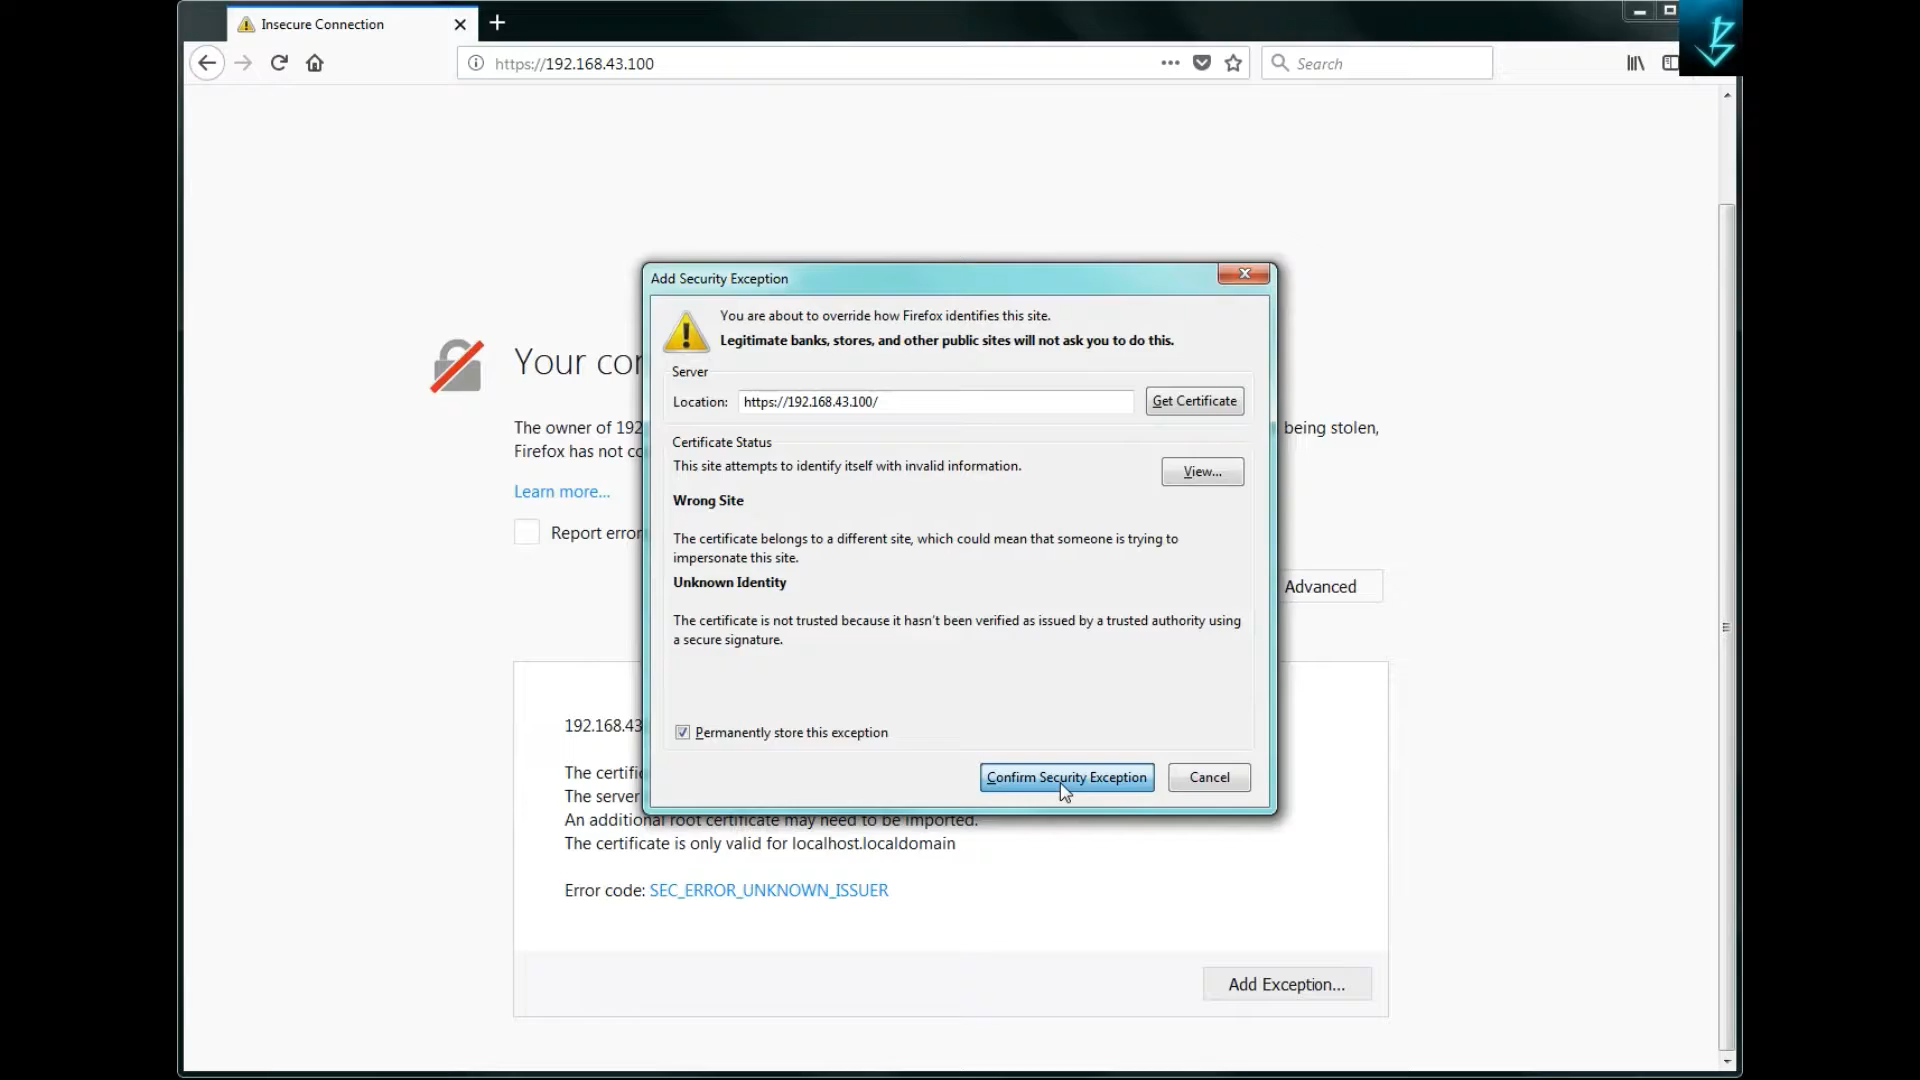 Insecure Connection
https://192.168.43.100
Search
Add Security Exception
You are about to override how Firefox identifies this site.
Legitimate banks, stores, and other public sites will not ask you to do this.
Server
Location: https://192.168.43.100/ Get Certificate
Certificate Status
This site attempts to identify itself with invalid information.
View...
Wrong Site
The certificate belongs to a different site, which could mean that someone is trying to
impersonate this site.
Unknown Identity
The certificate is not trusted because it hasn't been verified as issued by a trusted authority using
a secure signature.
Permanently store this exception
Confirm Security Exception Cancel
Your con
The owner of 192 being stolen,
Firefox has not co
Learn more...
Report error
Advanced
192.168.43
The certific
The server
An additional root certificate may need to be imported.
The certificate is only valid for localhost.localdomain
Error code: SEC_ERROR_UNKNOWN_ISSUER
Add Exception...